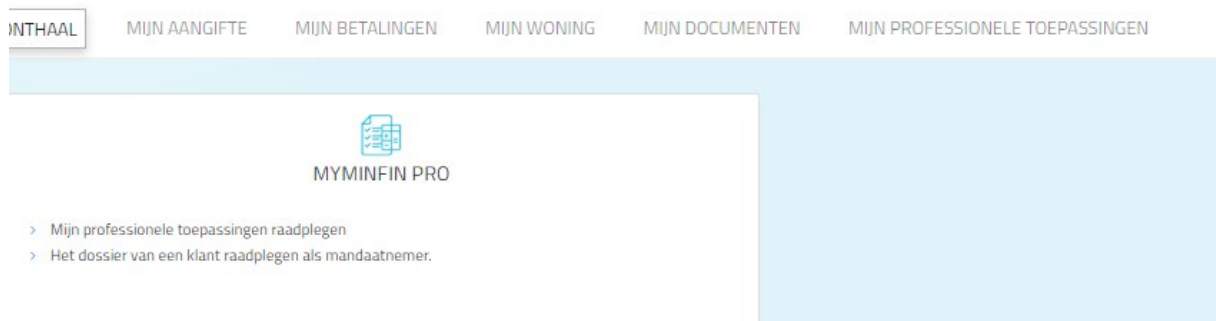 ONTHAAL MIJN AANGIFTE MIJN BETALINGEN MIJN WONING MIJN DOCUMENTEN MIJN PROFESSIONELE TOEPASSINGEN
MYMINFIN PRO
> Mijn professionele toepassingen raadplegen
> Het dossier van een klant raadplegen als mandaatnemer.